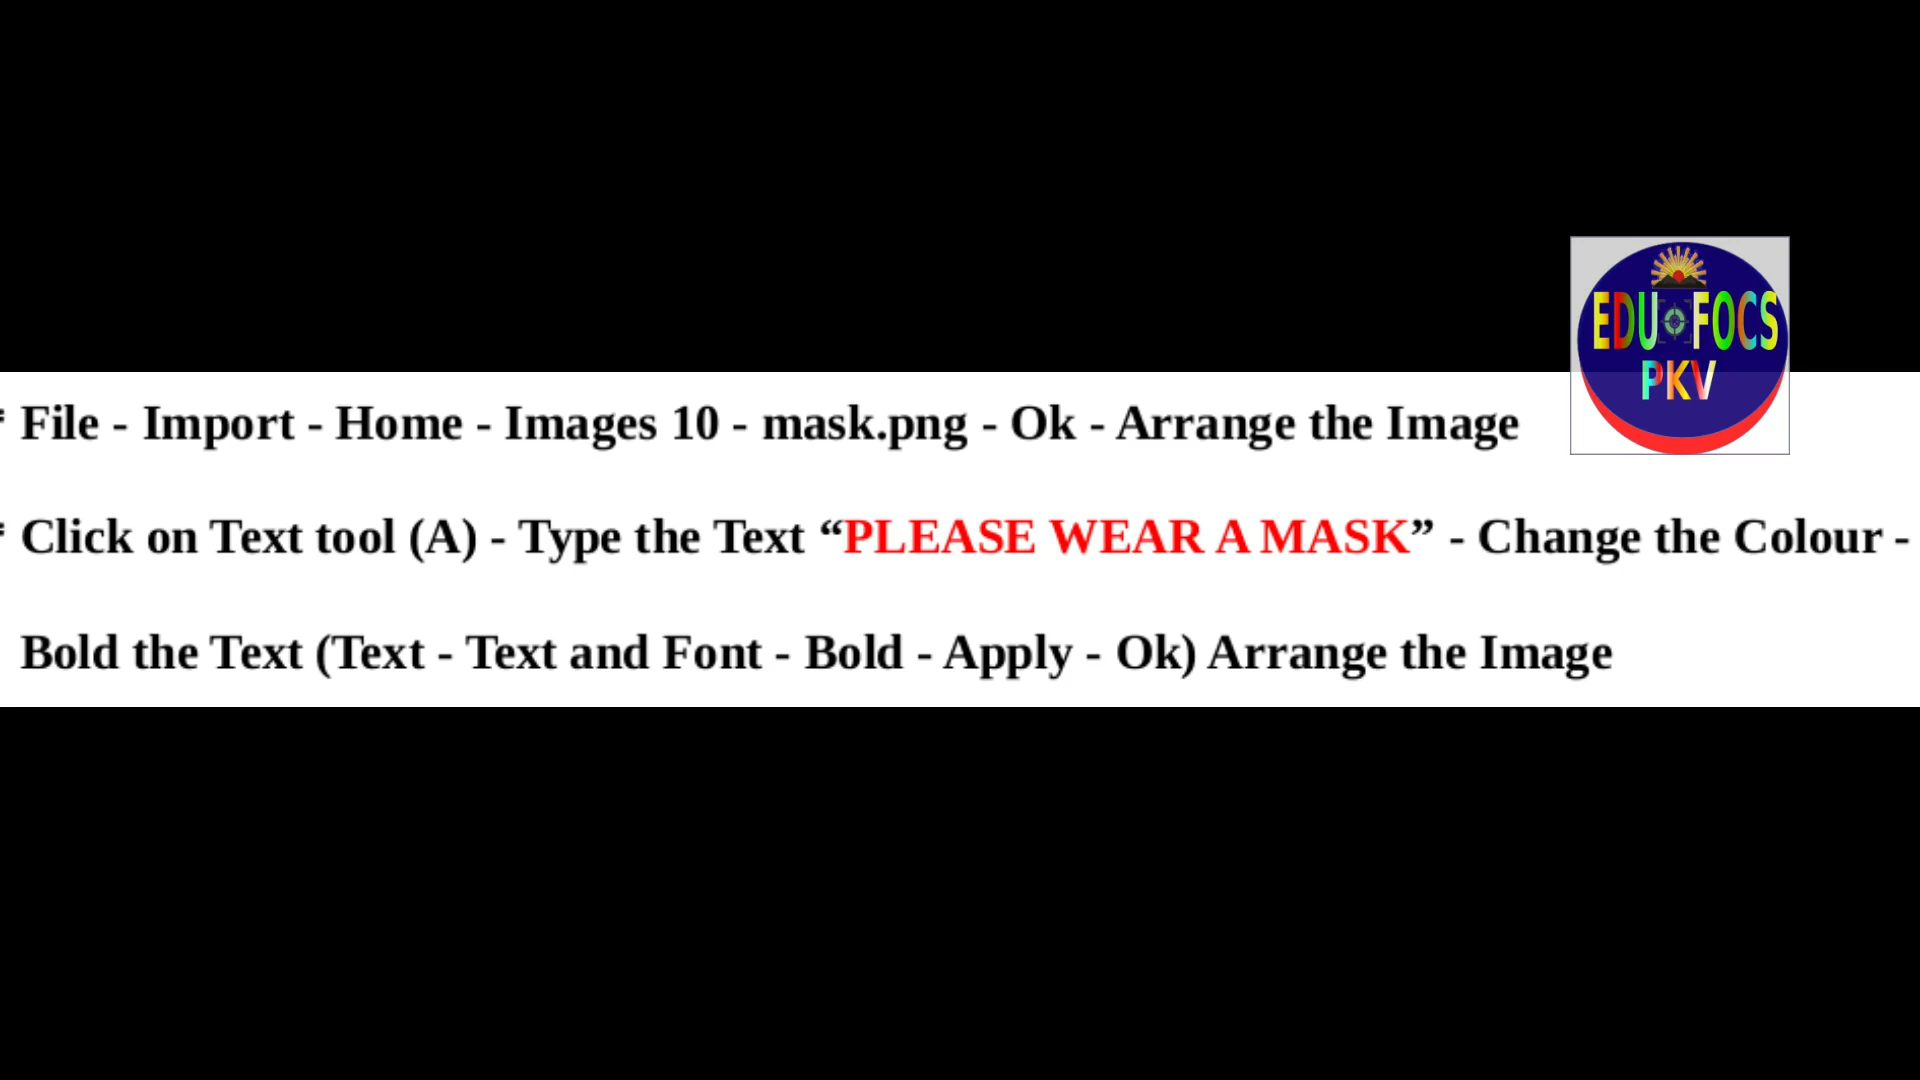 EDU FOCS
PKV
* File - Import - Home - Images 10 - mask.png - Ok - Arrange the Image
* Click on Text tool (A) - Type the Text “PLEASE WEAR A MASK” - Change the Colour -
Bold the Text (Text - Text and Font - Bold - Apply - Ok) Arrange the Image